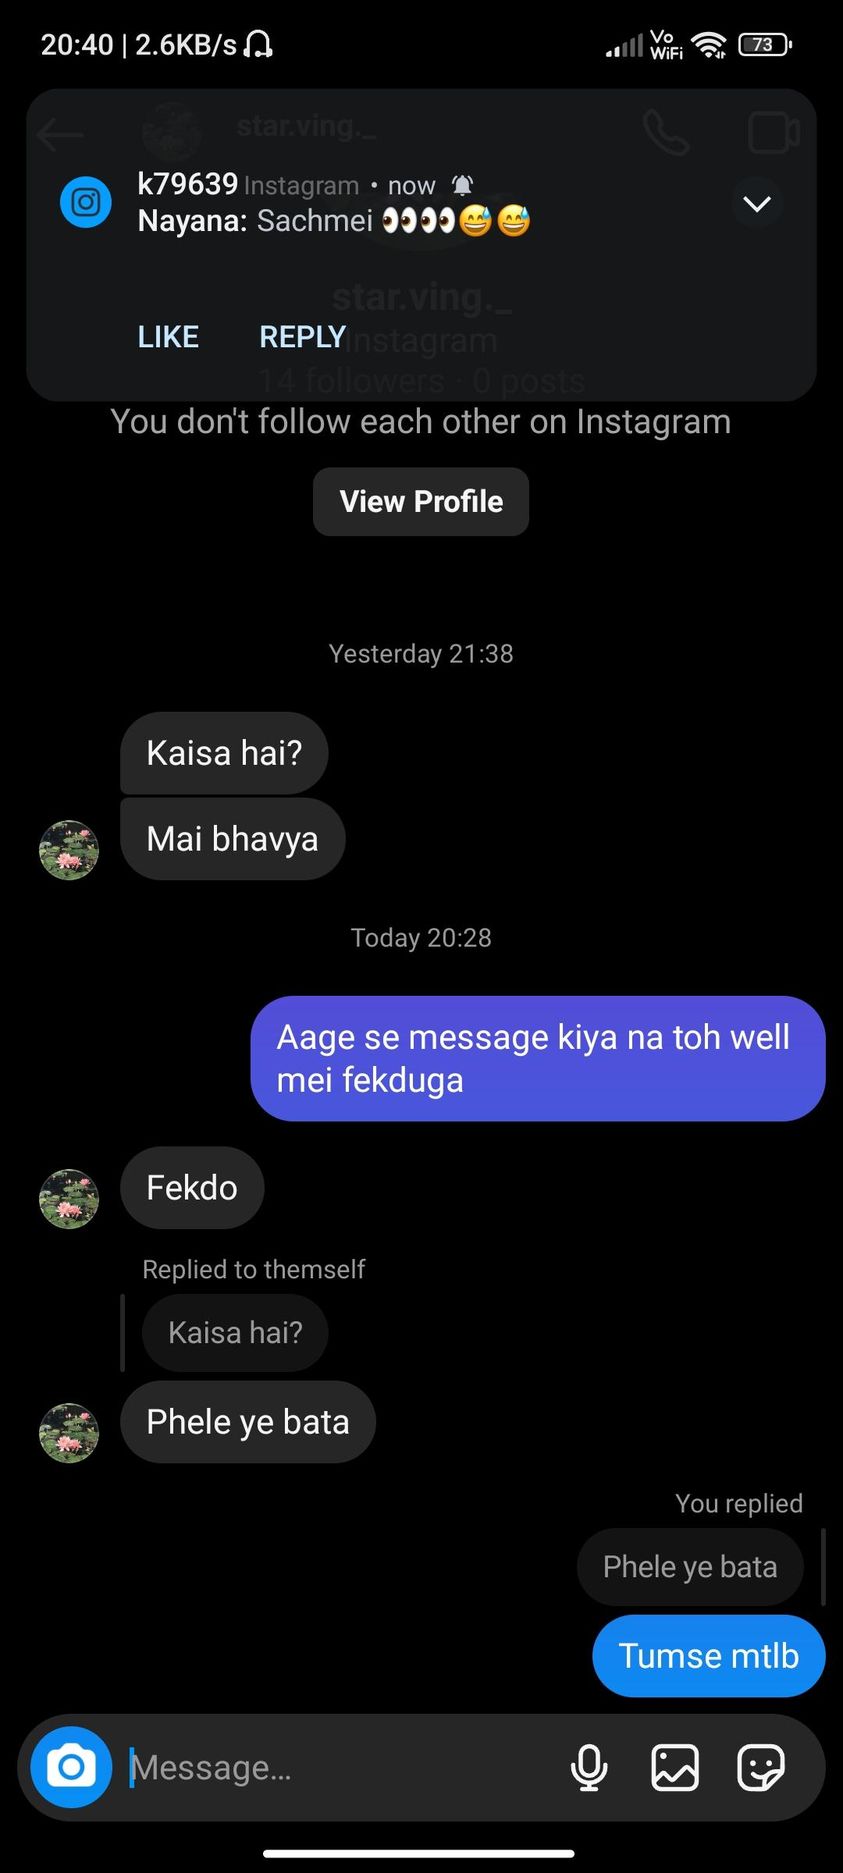 20:40 | 2.6KB/s
Vo
WiFi
73
star.ving._
k79639 Instagram • now
Nayana: Sachmei 👀👀😅😅
star.ving._
LIKE REPLY
Instagram
14 followers · 0 posts
You don't follow each other on Instagram
View Profile
Yesterday 21:38
Kaisa hai?
Mai bhavya
Today 20:28
Aage se message kiya na toh well
mei fekduga
Fekdo
Replied to themself
Kaisa hai?
Phele ye bata
You replied
Phele ye bata
Tumse mtlb
Message...